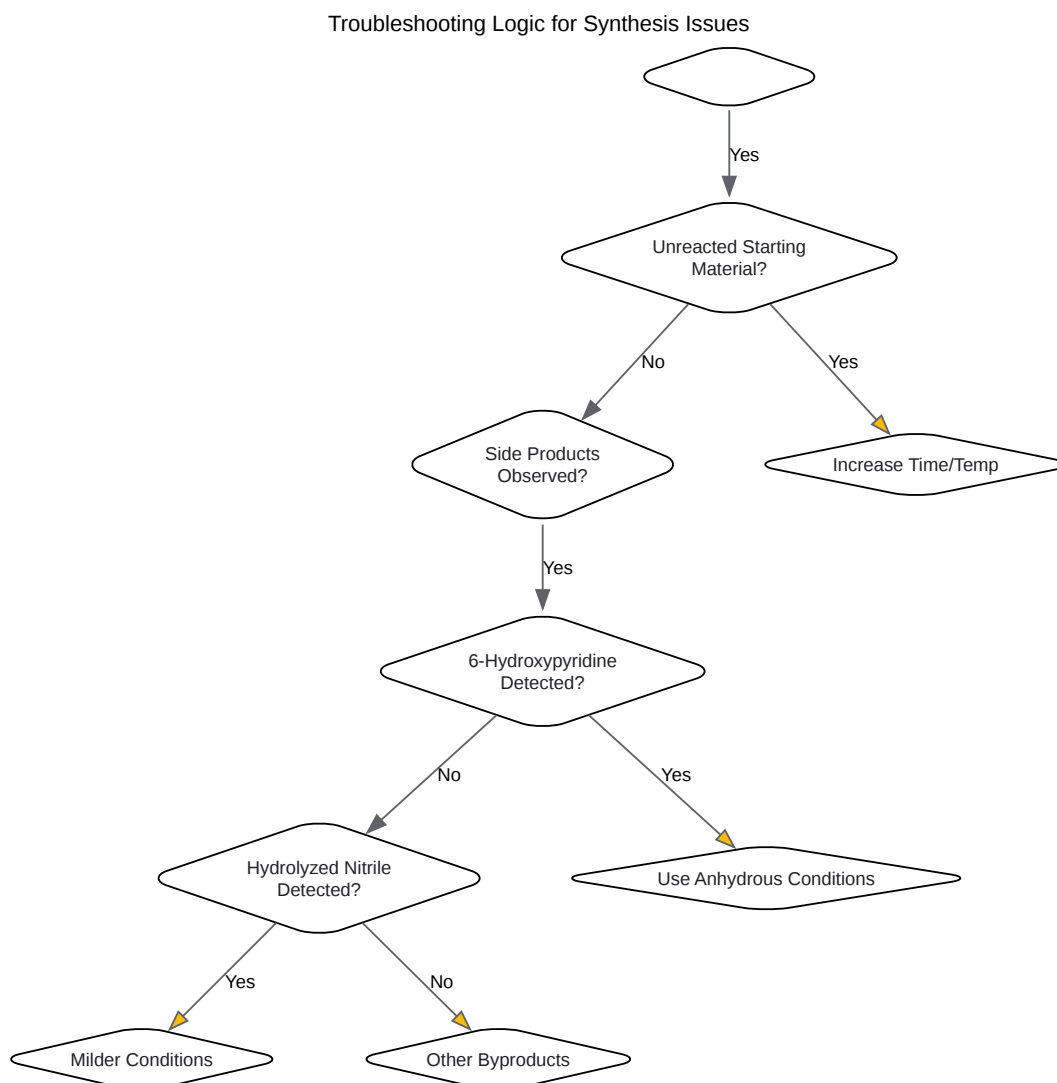 Troubleshooting Logic for Synthesis Issues
Yes
Unreacted Starting
Material?
No
Yes
Side Products
Observed?
Increase Time/Temp
Yes
6-Hydroxypyridine
Detected?
No
Yes
Hydrolyzed Nitrile
Detected?
Use Anhydrous Conditions
Yes
No
Milder Conditions
Other Byproducts